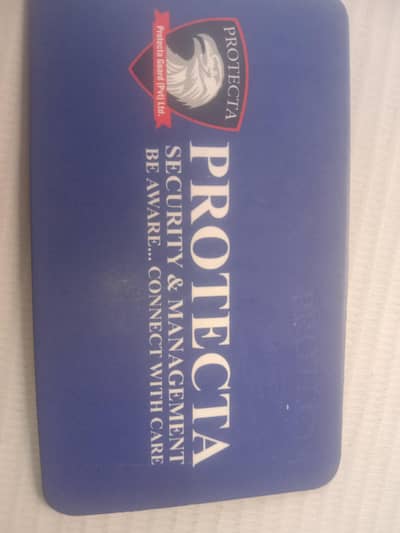 PROTECTA
Protecta Guard (Pvt) Ltd.
PROTECTA
SECURITY & MANAGEMENT
BE AWARE... CONNECT WITH CARE